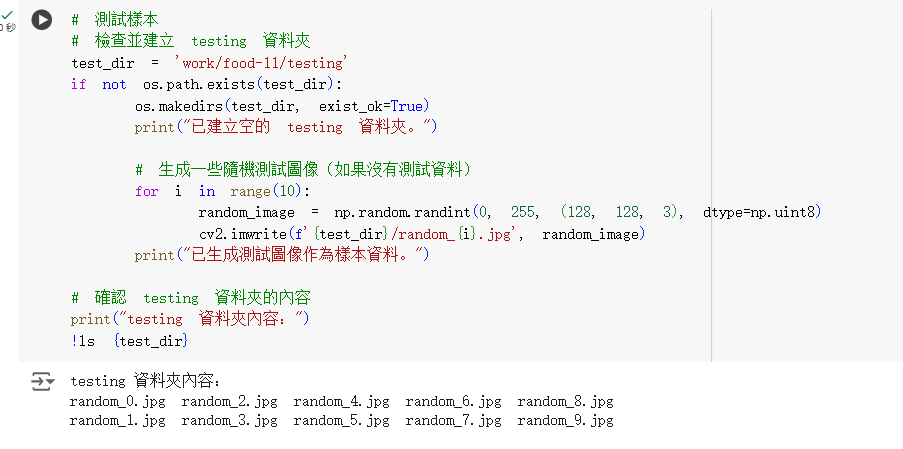 0 秒
# 測試樣本
# 檢查並建立 testing 資料夾
test_dir = 'work/food-11/testing'
if not os.path.exists(test_dir):
        os.makedirs(test_dir, exist_ok=True)
        print("已建立空的 testing 資料夾。")

        # 生成一些隨機測試圖像（如果沒有測試資料）
        for i in range(10):
                random_image = np.random.randint(0, 255, (128, 128, 3), dtype=np.uint8)
                cv2.imwrite(f'{test_dir}/random_{i}.jpg', random_image)
        print("已生成測試圖像作為樣本資料。")

# 確認 testing 資料夾的內容
print("testing 資料夾內容：")
!ls {test_dir}
testing 資料夾內容：
random_0.jpg random_2.jpg random_4.jpg random_6.jpg random_8.jpg
random_1.jpg random_3.jpg random_5.jpg random_7.jpg random_9.jpg